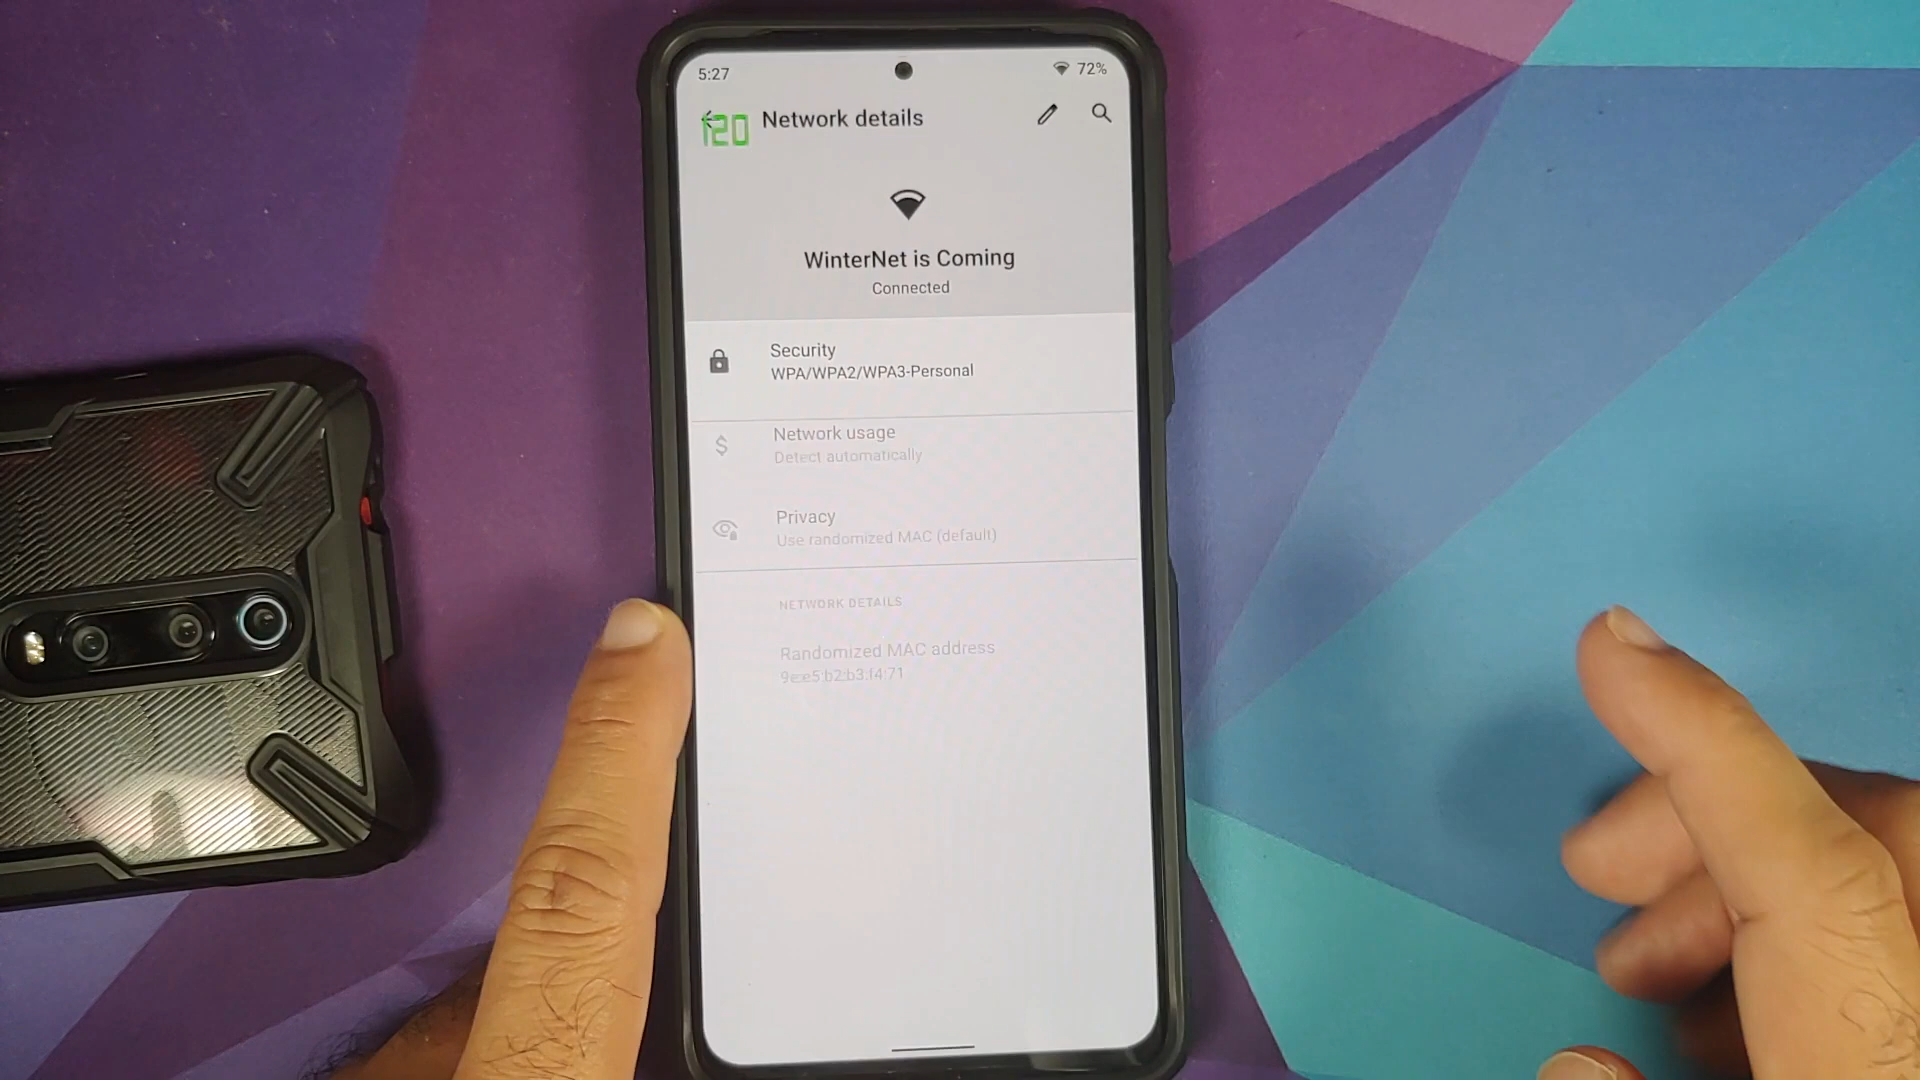 5:27
72%
120
Network details
WinterNet is Coming
Connected
Security
WPA/WPA2/WPA3-Personal
$
Network usage
Detect automatically
Privacy
Use randomized MAC (default)
NETWORK DETAILS
Randomized MAC address